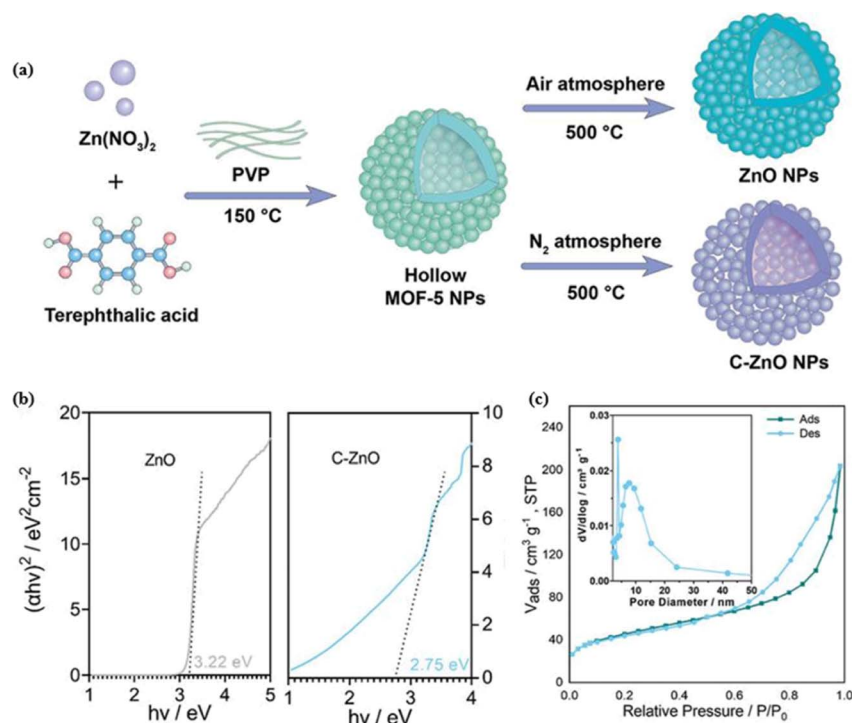 (a)
Zn(NO₃)₂
+
Terephthalic acid
PVP
150 °C
Hollow
MOF-5 NPs
Air atmosphere
500 °C
ZnO NPs
N₂ atmosphere
500 °C
C-ZnO NPs
(b)
(αhv)² / eV²cm⁻²
20
15
10
5
0
ZnO
3.22 eV
1 2 3 4 5
hv / eV
C-ZnO
2.75 eV
10
8
6
4
2
0
1 2 3 4
hv / eV
(c)
Vads / cm³ g⁻¹ , STP
240
200
160
120
80
40
0
0.0 0.2 0.4 0.6 0.8 1.0
Relative Pressure / P/P₀
Ads
Des
dV/dlog / cm³ g⁻¹
0.03
0.02
0.01
0.00
10 20 30 40 50
Pore Diameter / nm